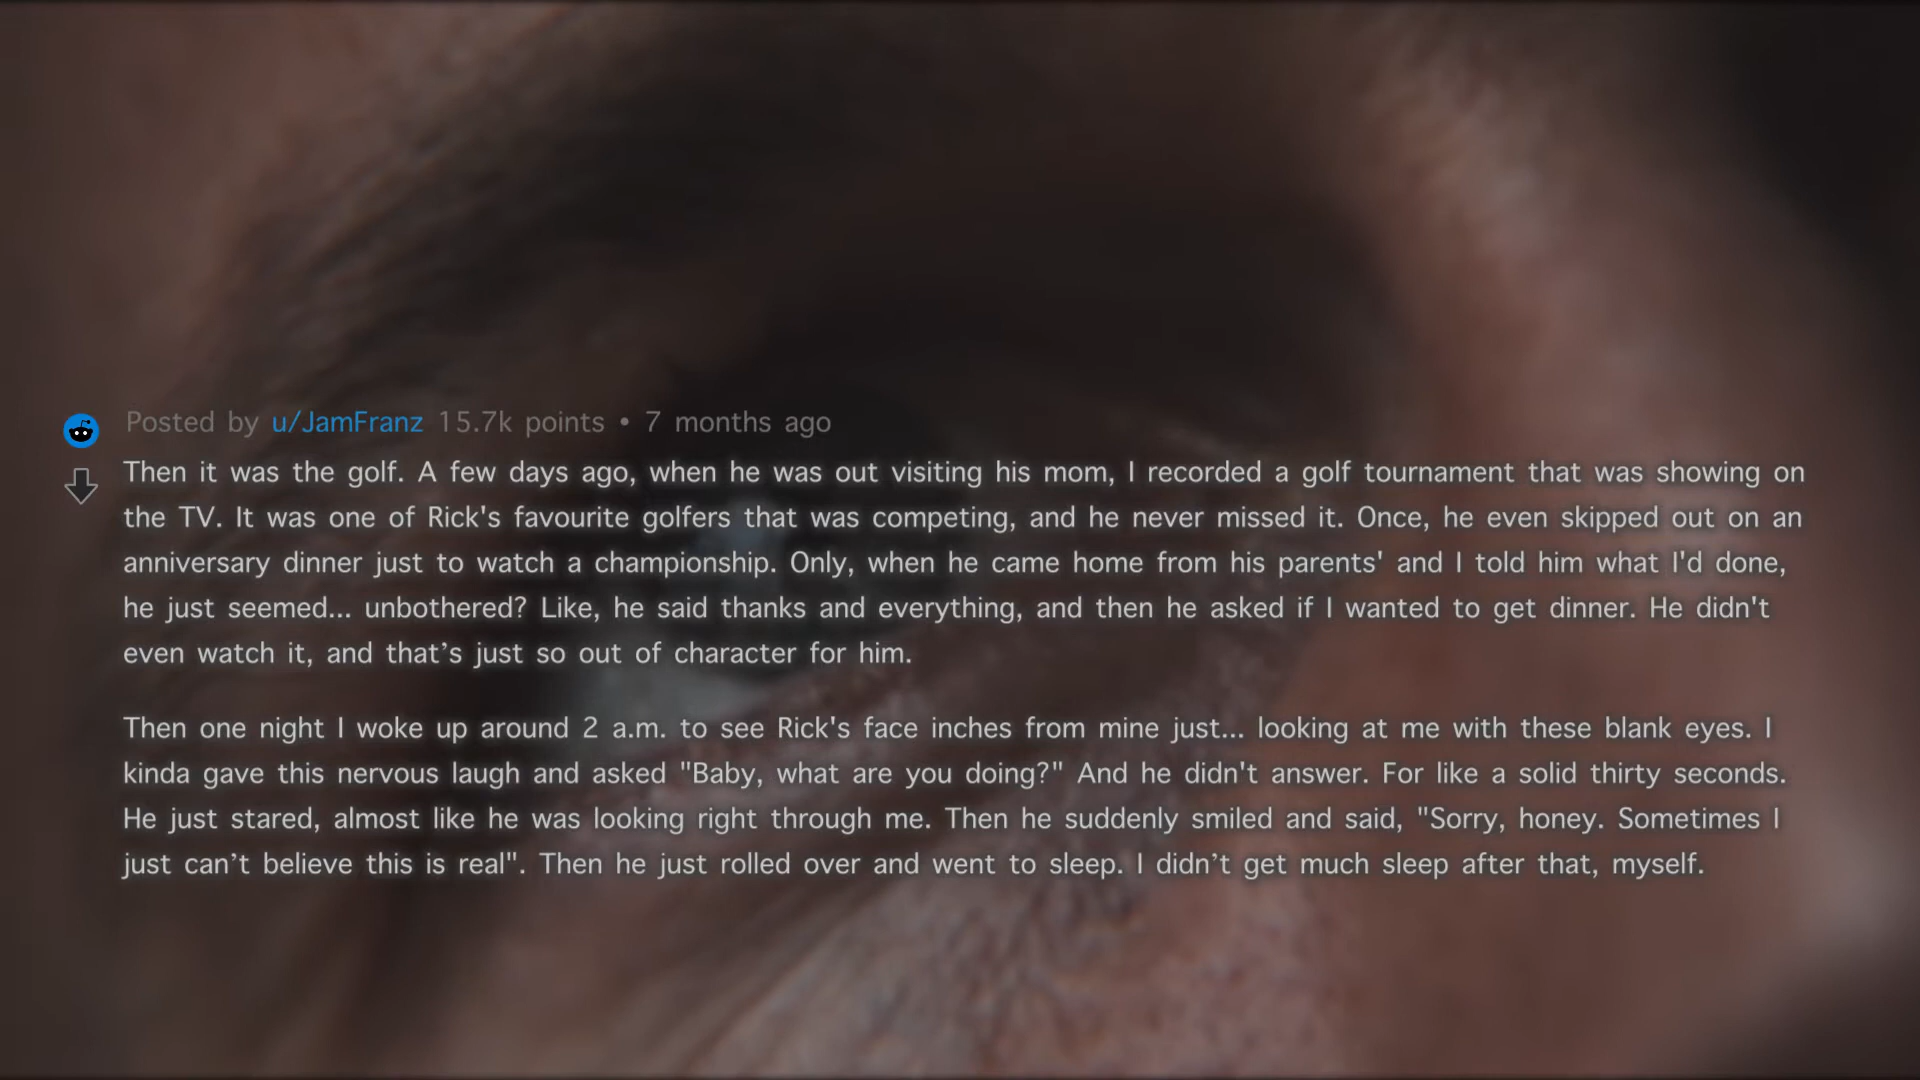 Posted by u/JamFranz 15.7k points • 7 months ago
Then it was the golf. A few days ago, when he was out visiting his mom, I recorded a golf tournament that was showing on
the TV. It was one of Rick's favourite golfers that was competing, and he never missed it. Once, he even skipped out on an
anniversary dinner just to watch a championship. Only, when he came home from his parents' and I told him what I'd done,
he just seemed... unbothered? Like, he said thanks and everything, and then he asked if I wanted to get dinner. He didn't
even watch it, and that’s just so out of character for him.
Then one night I woke up around 2 a.m. to see Rick's face inches from mine just... looking at me with these blank eyes. I
kinda gave this nervous laugh and asked "Baby, what are you doing?" And he didn't answer. For like a solid thirty seconds.
He just stared, almost like he was looking right through me. Then he suddenly smiled and said, "Sorry, honey. Sometimes I
just can’t believe this is real". Then he just rolled over and went to sleep. I didn’t get much sleep after that, myself.